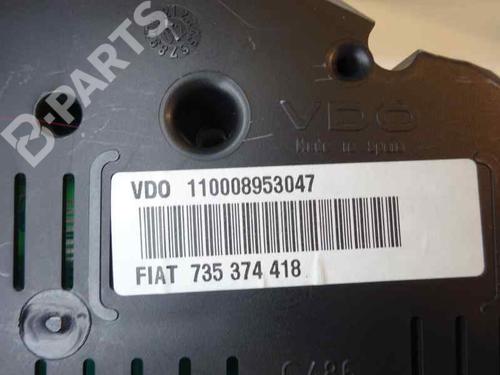 B-PARTS
VDO
Made in Spain
VDO 110008953047
FIAT 735 374 418